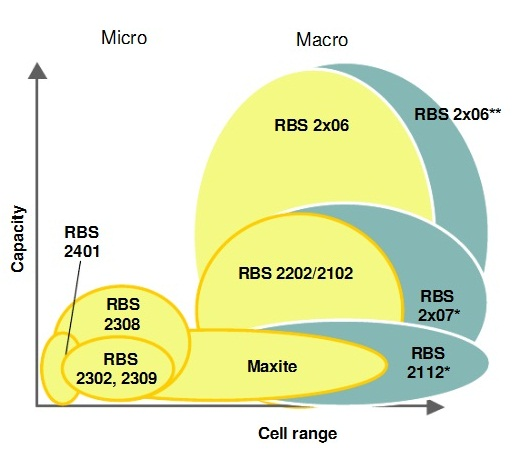 Micro
Macro
RBS 2x06**
RBS 2x06
Capacity
RBS
2401
RBS 2202/2102
RBS
2308
RBS
2x07*
RBS
2302, 2309
Maxite
RBS
2112*
Cell range